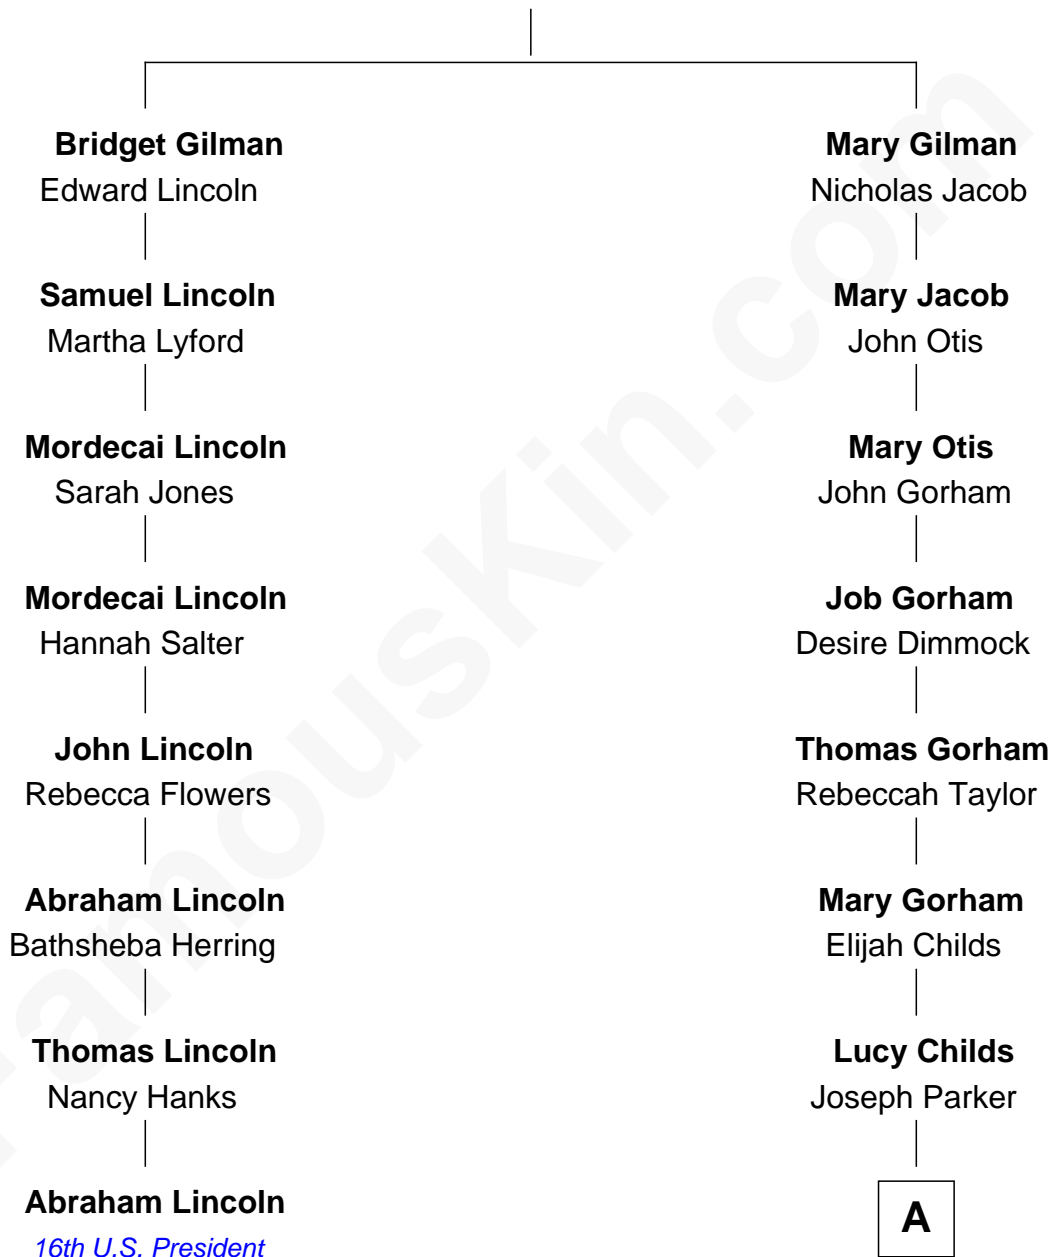 Bridget Gilman
Edward Lincoln
Samuel Lincoln
Martha Lyford
Mordecai Lincoln
Sarah Jones
Mordecai Lincoln
Hannah Salter
John Lincoln
Rebecca Flowers
Abraham Lincoln
Bathsheba Herring
Thomas Lincoln
Nancy Hanks
Abraham Lincoln
16th U.S. President
Mary Gilman
Nicholas Jacob
Mary Jacob
John Otis
Mary Otis
John Gorham
Job Gorham
Desire Dimmock
Thomas Gorham
Rebeccah Taylor
Mary Gorham
Elijah Childs
Lucy Childs
Joseph Parker
A
FamousKin.com